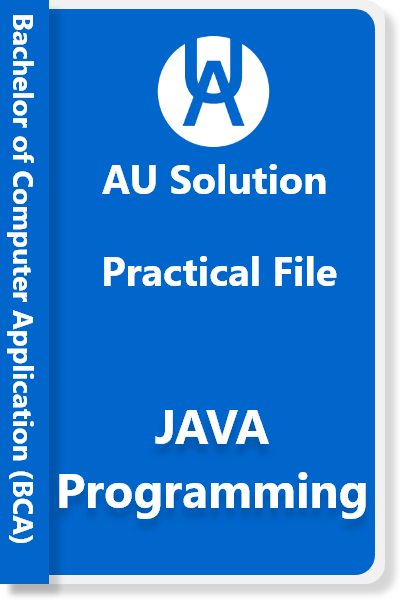 Bachelor of Computer Application (BCA)
AU Solution
Practical File
JAVA
Programming